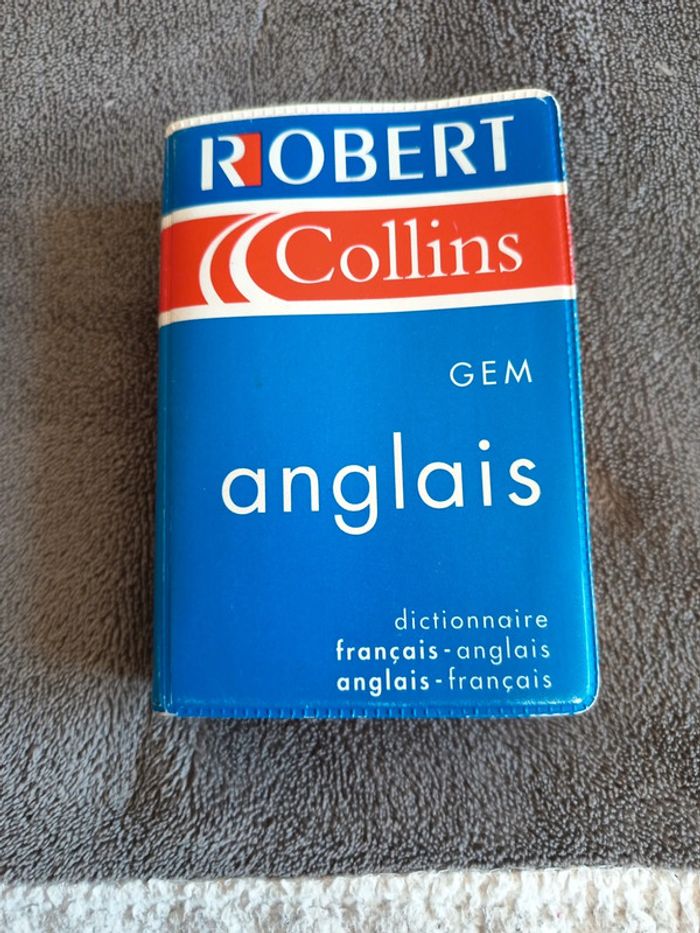 ROBERT
Collins
GEM
anglais
dictionnaire
français-anglais
anglais-français